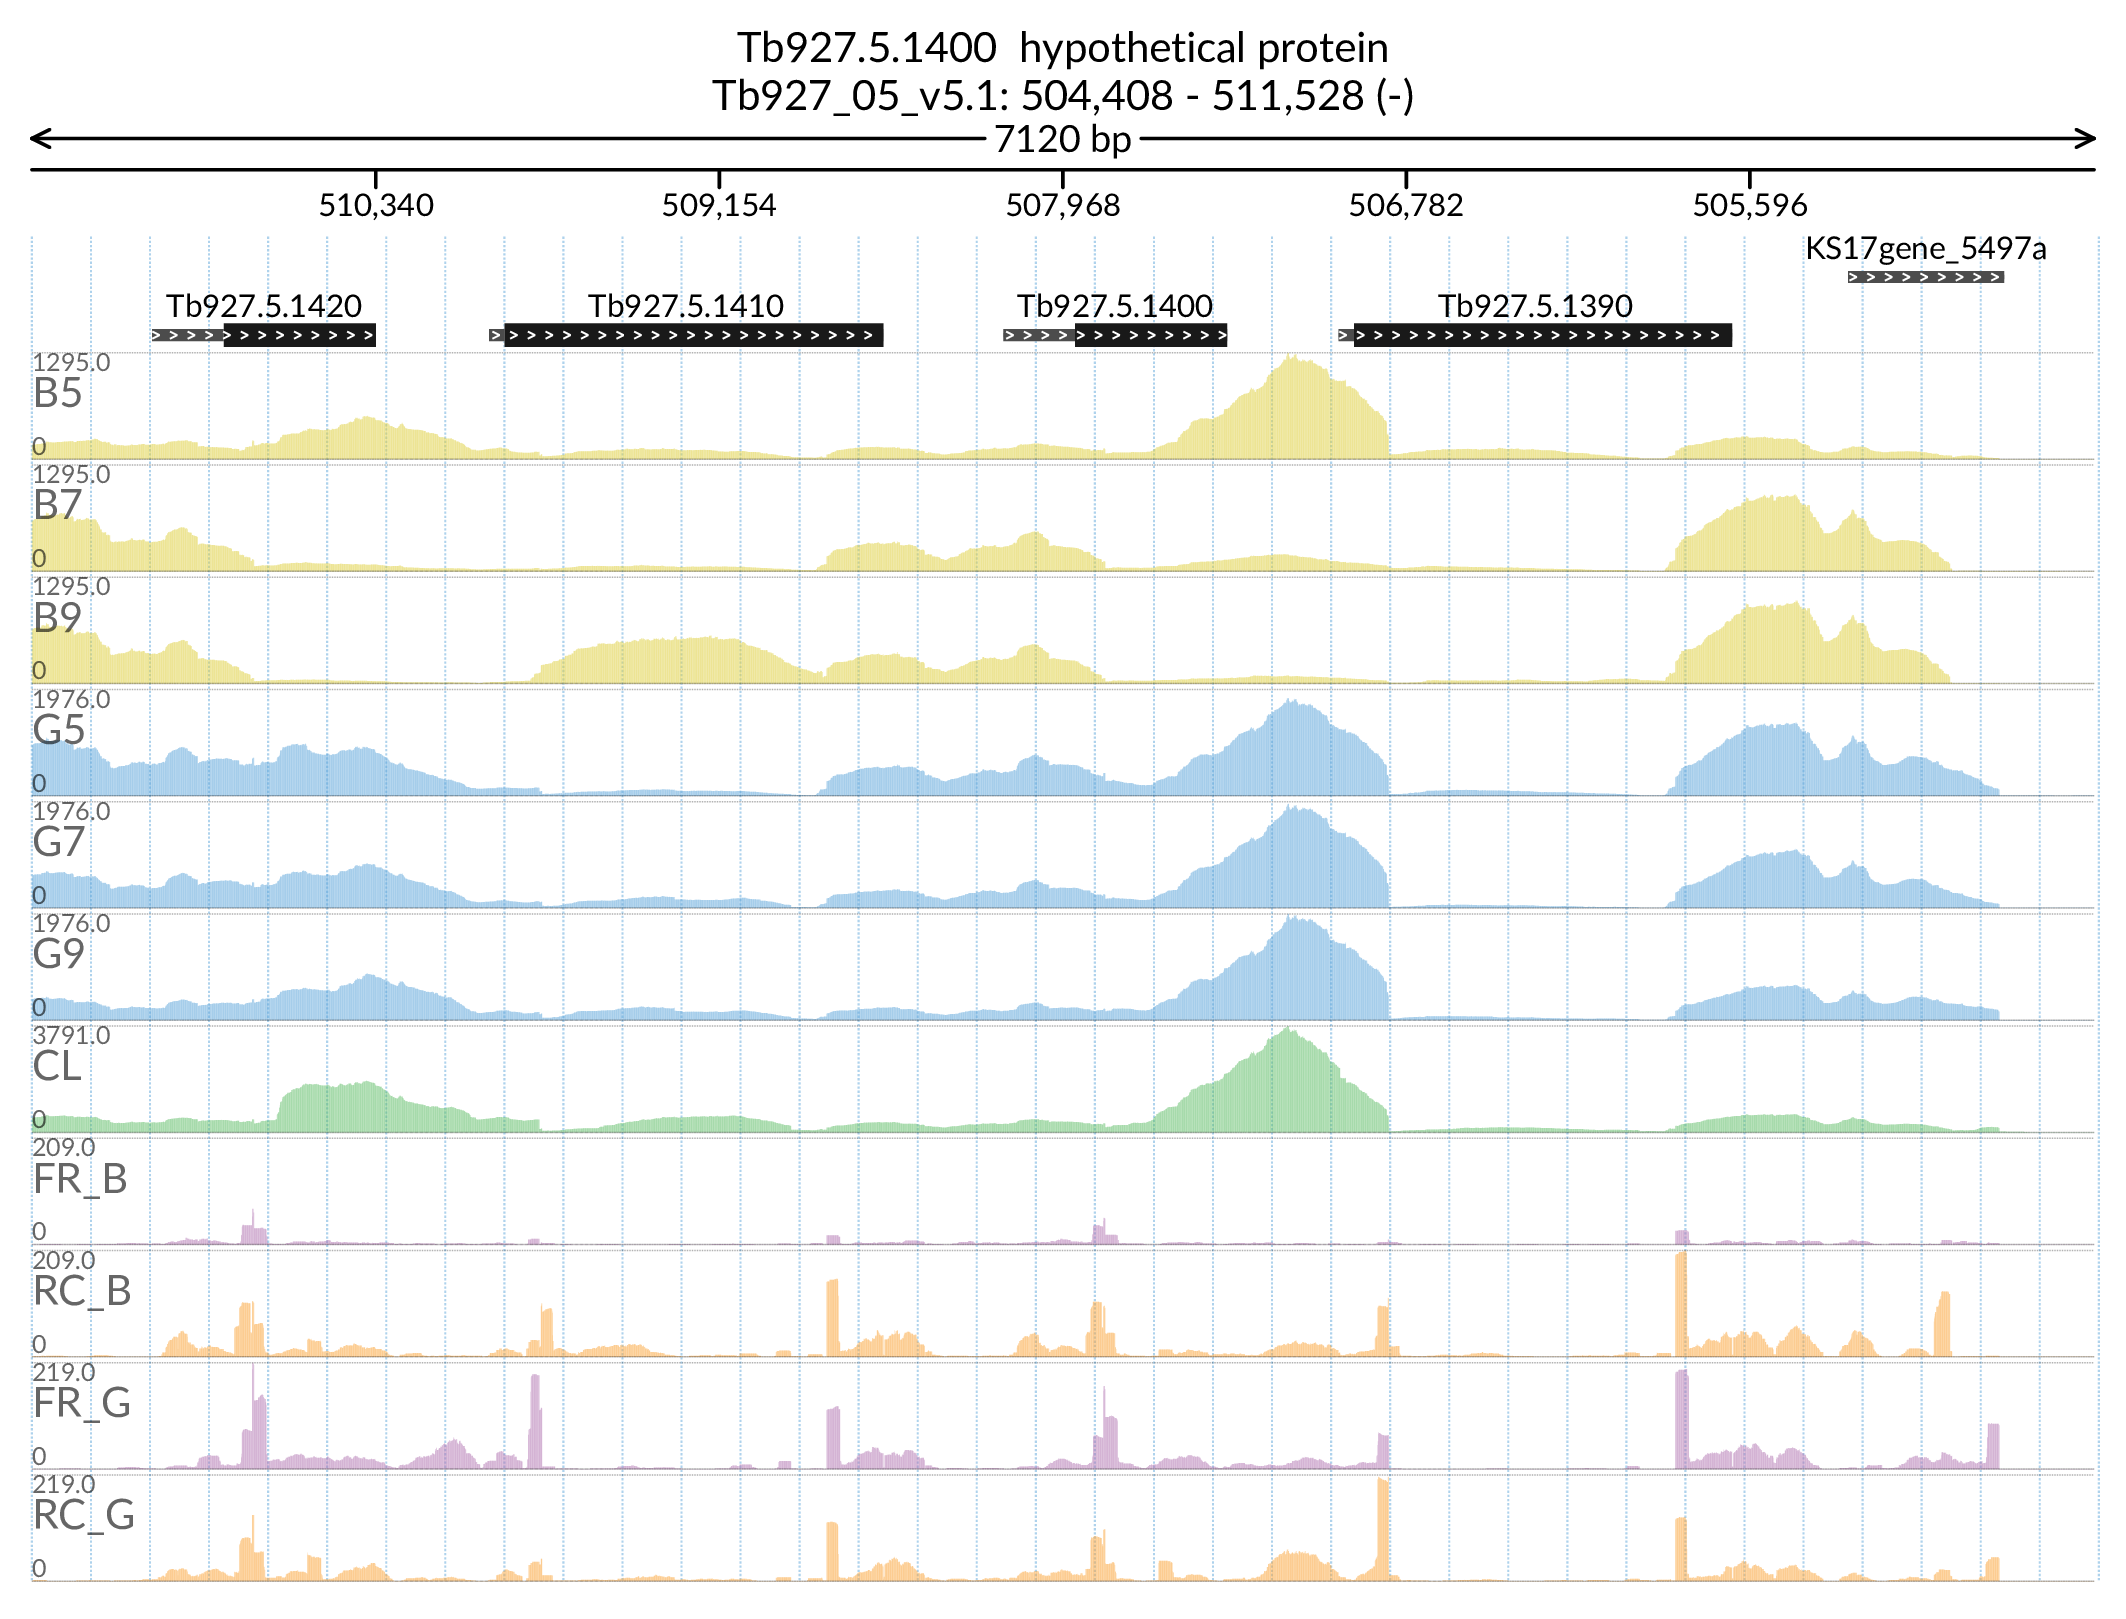 Tb927.5.1400  hypothetical protein
Tb927_05_v5.1: 504,408 - 511,528 (-)
7120 bp
510,340 509,154 507,968 506,782 505,596
KS17gene_5497a
Tb927.5.1420 Tb927.5.1410 Tb927.5.1400 Tb927.5.1390
1295.0
B5
0
1295.0
B7
0
1295.0
B9
0
1976.0
G5
0
1976.0
G7
0
1976.0
G9
0
3791.0
CL
0
209.0
FR_B
0
209.0
RC_B
0
219.0
FR_G
0
219.0
RC_G
0